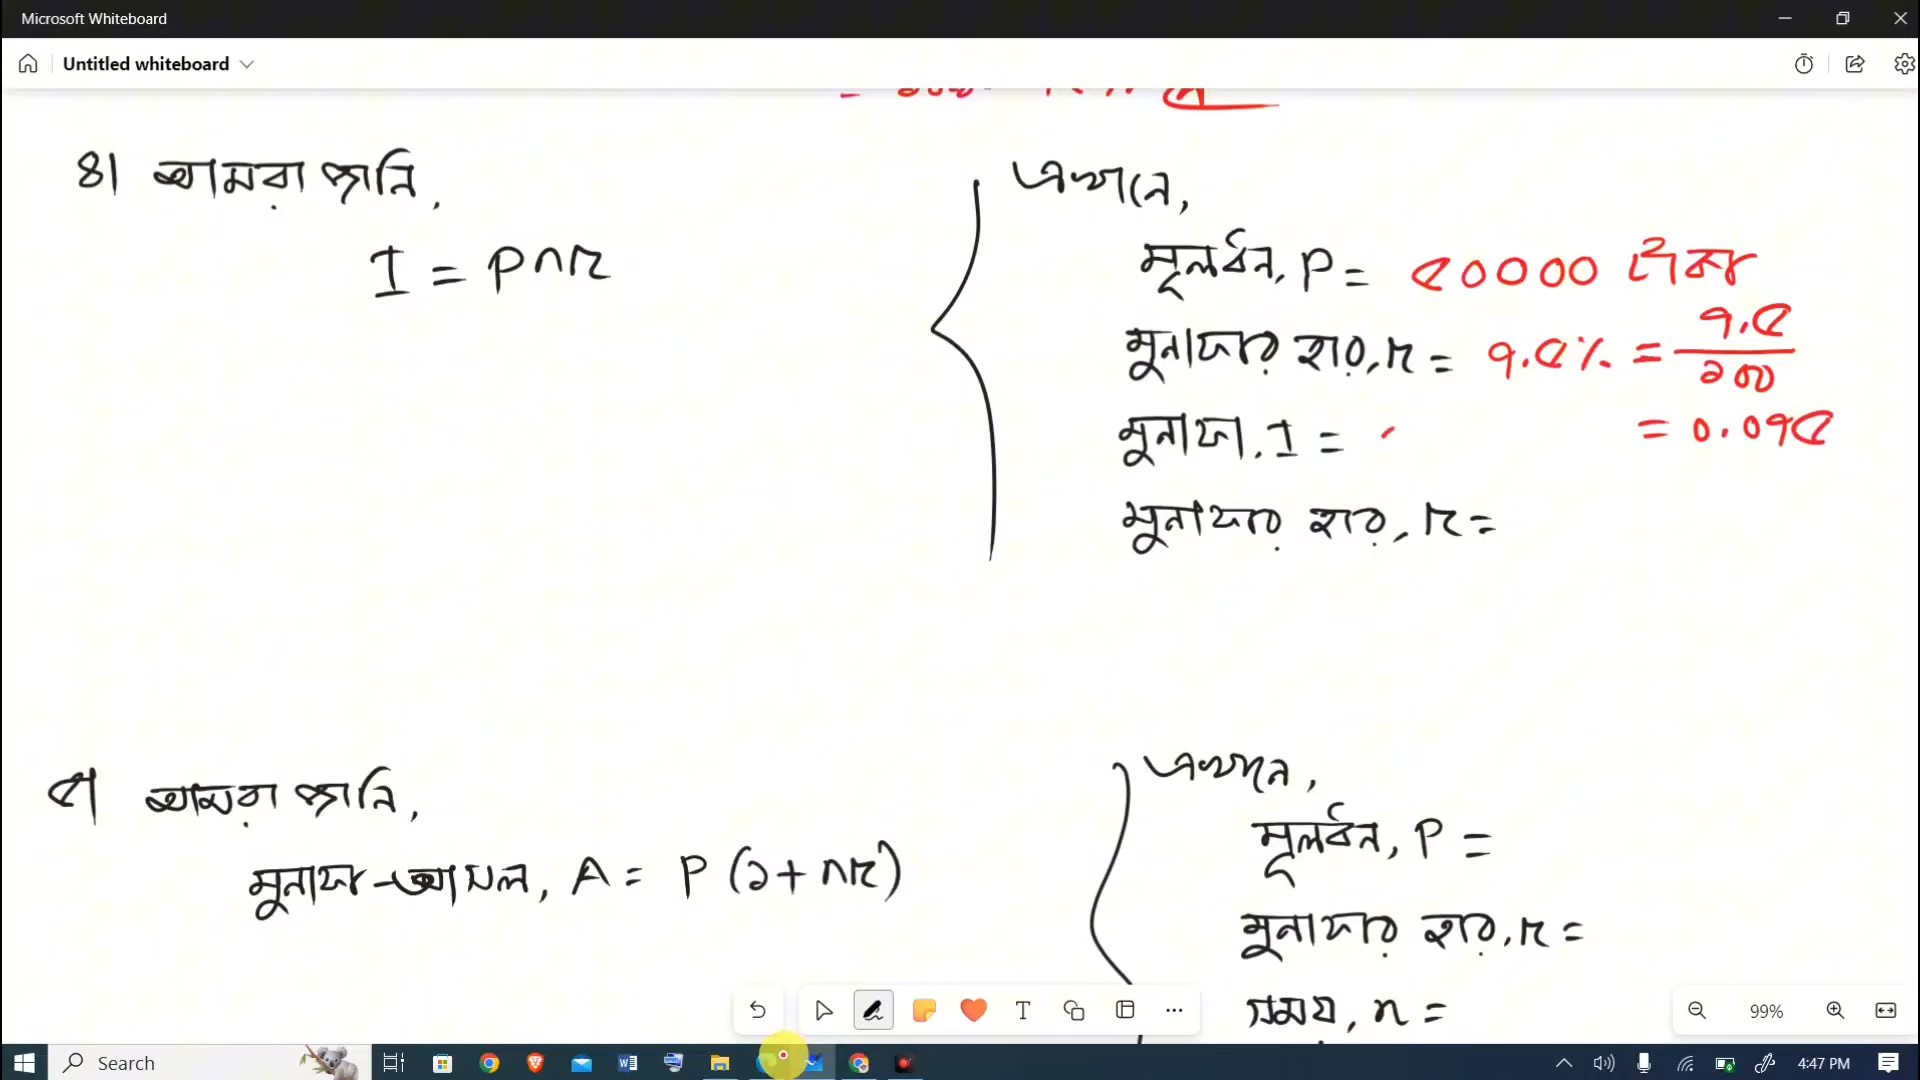 Microsoft Whiteboard
Untitled whiteboard
৪। আমরা জানি,
I = Pnr
এখানে,
মূলধন, P = ৫০০০০ টাকা
মুনাফার হার, r = ৭.৫% = ৭.৫/১০০
= ০.০৭৫
মুনাফা, I =
মুনাফার হার, r =
৫। আমরা জানি,
মুনাফা-আসল, A = P (১+nr)
এখানে,
মূলধন, P =
মুনাফার হার, r =
সময়, n =
99%
Search
4:47 PM